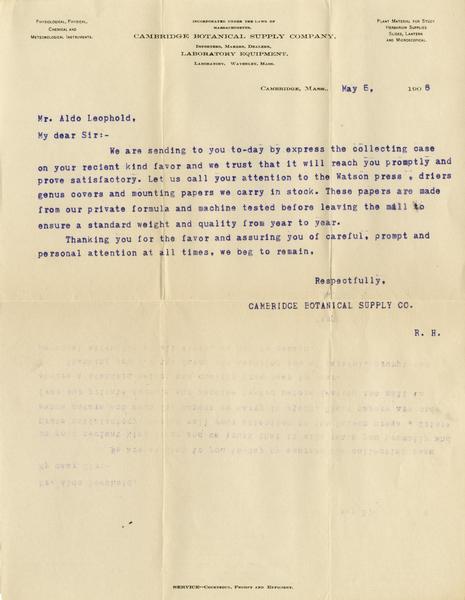 Physiological, Physical,
Chemical and
Meteorological Instruments.
Incorporated under the laws of
Massachusetts.
Cambridge Botanical Supply Company,
Importers, Makers, Dealers,
Laboratory Equipment.
Laboratory, Waverley, Mass.
Plant Material for Study
Herbarium Supplies
Slides, Lantern
and Microscopical.
Cambridge, Mass., May 5, 1908
Mr. Aldo Leophold,
My dear Sir:-
We are sending to you to-day by express the collecting case
on your recient kind favor and we trust that it will reach you promptly and
prove satisfactory. Let us call your attention to the Watson press , driers
genus covers and mounting papers we carry in stock. These papers are made
from our private formula and machine tested before leaving the mill to
ensure a standard weight and quality from year to year.
Thanking you for the favor and assuring you of careful, prompt and
personal attention at all times, we beg to remain,
Respectfully,
CAMBRIDGE BOTANICAL SUPPLY CO.
R. H.
Service—Courteous, Prompt and Efficient.